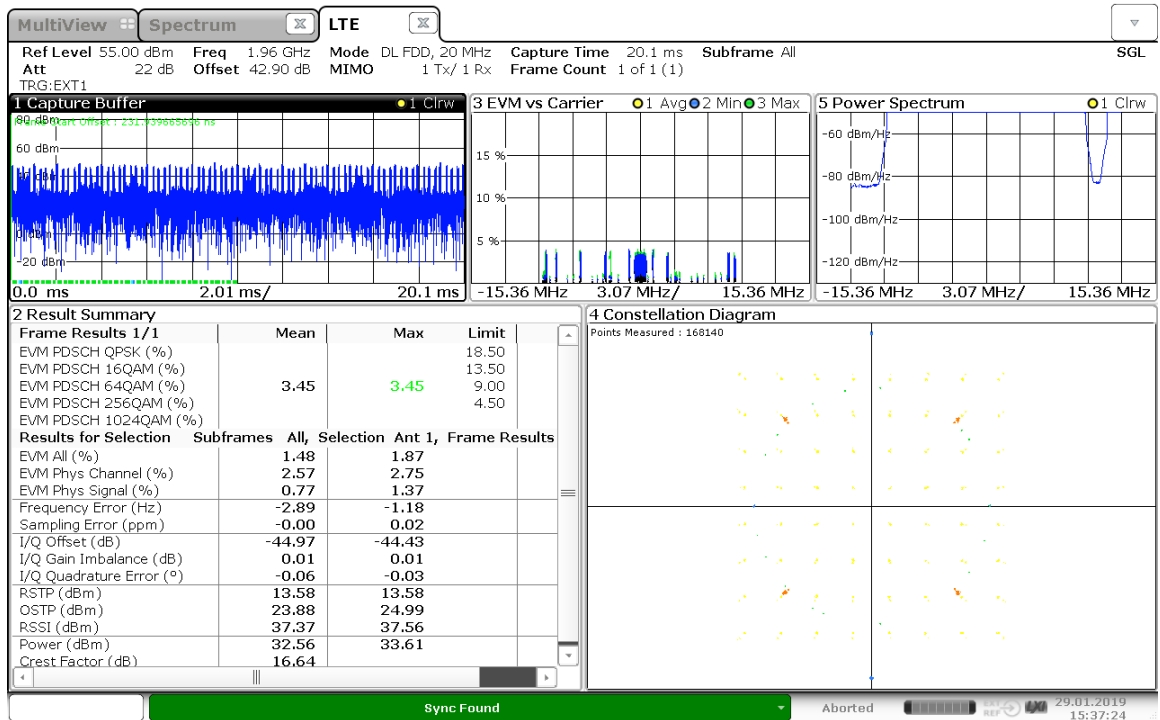 MultiView Spectrum LTE
Ref Level 55.00 dBm Freq 1.96 GHz Mode DL FDD, 20 MHz Capture Time 20.1 ms Subframe All SGL
Att 22 dB Offset 42.90 dB MIMO 1 Tx/ 1 Rx Frame Count 1 of 1 (1)
TRG:EXT1
1 Capture Buffer 1 Clrw
Frame Start Offset : 231.939665696 ns
80 dBm
60 dBm
-20 dBm
0.0 ms 2.01 ms/ 20.1 ms
3 EVM vs Carrier 1 Avg 2 Min 3 Max
15 %
10 %
5 %
-15.36 MHz 3.07 MHz/ 15.36 MHz
5 Power Spectrum 1 Clrw
-60 dBm/Hz
-80 dBm/Hz
-100 dBm/Hz
-120 dBm/Hz
-15.36 MHz 3.07 MHz/ 15.36 MHz
2 Result Summary
Frame Results 1/1 Mean Max Limit
EVM PDSCH QPSK (%) 18.50
EVM PDSCH 16QAM (%) 13.50
EVM PDSCH 64QAM (%) 3.45 3.45 9.00
EVM PDSCH 256QAM (%) 4.50
EVM PDSCH 1024QAM (%)
Results for Selection Subframes All, Selection Ant 1, Frame Results
EVM All (%) 1.48 1.87
EVM Phys Channel (%) 2.57 2.75
EVM Phys Signal (%) 0.77 1.37
Frequency Error (Hz) -2.89 -1.18
Sampling Error (ppm) -0.00 0.02
I/Q Offset (dB) -44.97 -44.43
I/Q Gain Imbalance (dB) 0.01 0.01
I/Q Quadrature Error (°) -0.06 -0.03
RSTP (dBm) 13.58 13.58
OSTP (dBm) 23.88 24.99
RSSI (dBm) 37.37 37.56
Power (dBm) 32.56 33.61
Crest Factor (dB) 16.64
4 Constellation Diagram
Points Measured : 168140
Sync Found
Aborted
EXT
REF
LXI
29.01.2019
15:37:24